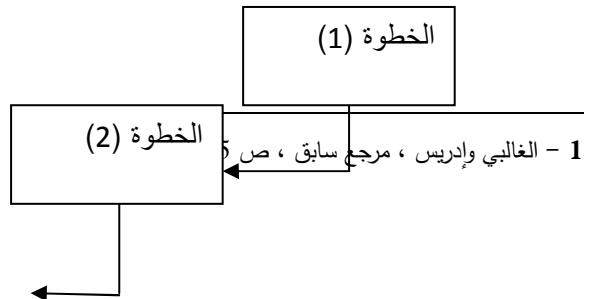 الخطوة (1)
الخطوة (2)
1 – الغالبي وإدريس ، مرجع سابق ، ص